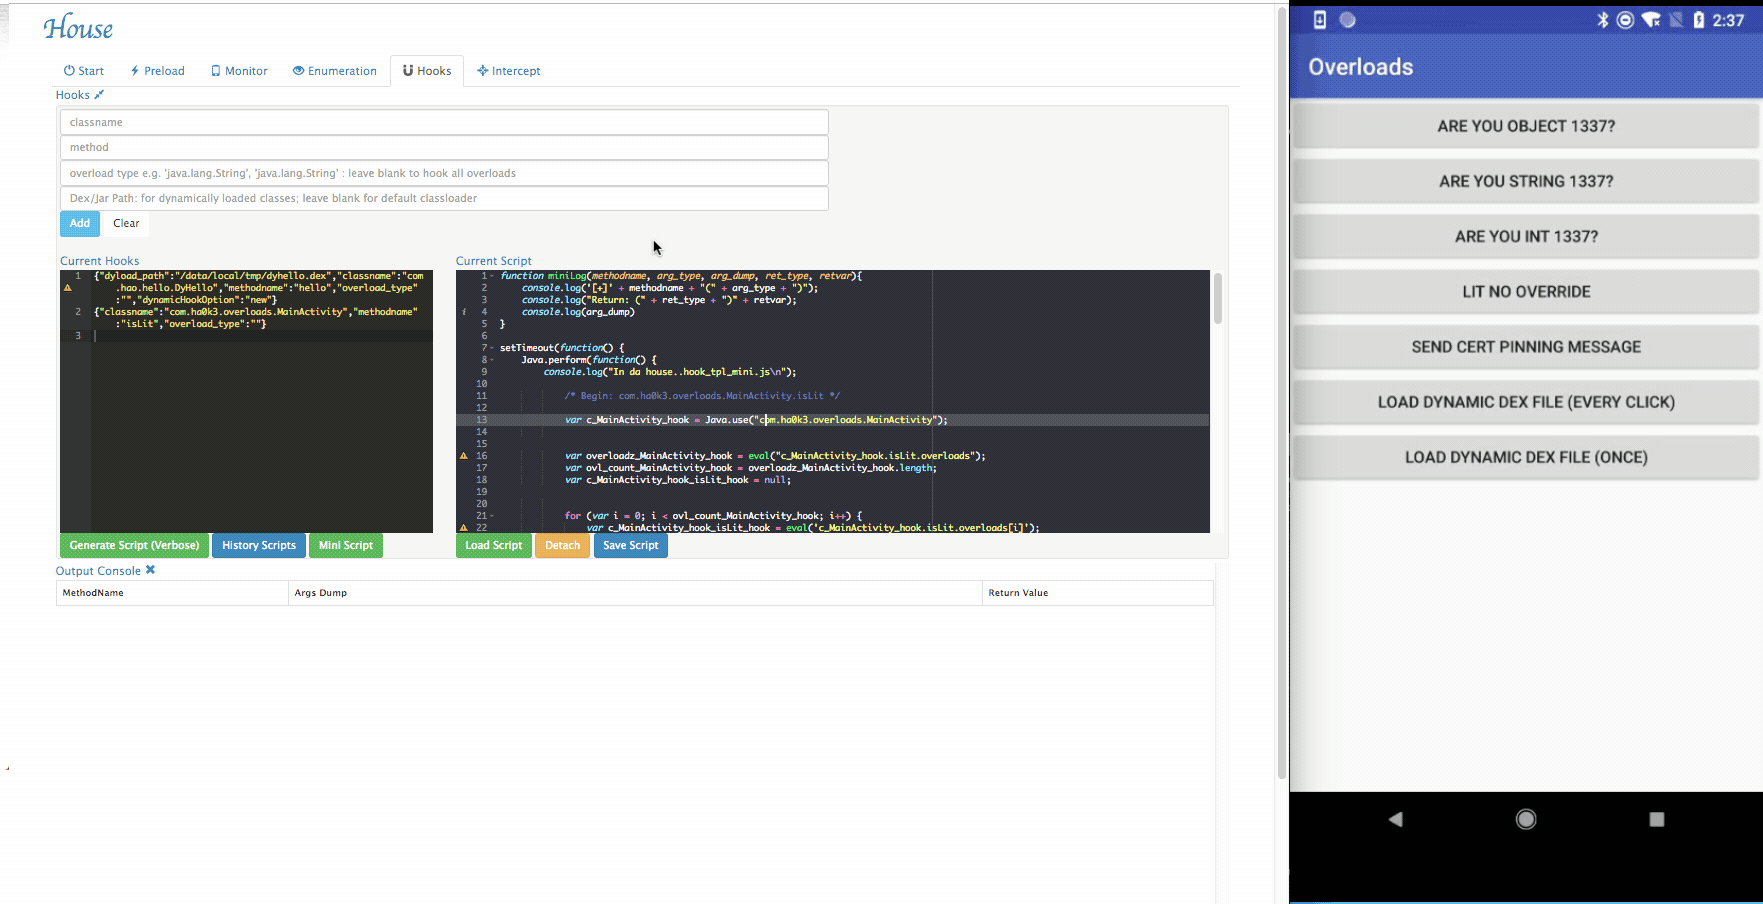 House
Start Preload Monitor Enumeration Hooks Intercept
Hooks
classname
method
overload type e.g. 'java.lang.String', 'java.lang.String' : leave blank to hook all overloads
Dex/Jar Path: for dynamically loaded classes; leave blank for default classloader
Add Clear
Current Hooks
1 {"dyload_path":"/data/local/tmp/dyhello.dex","classname":"com
.hao.hello.DyHello","methodname":"hello","overload_type"
:"","dynamicHookOption":"new"}
2 {"classname":"com.ha0k3.overloads.MainActivity","methodname"
:"isLit","overload_type":""}
3
Generate Script (Verbose) History Scripts Mini Script
Current Script
1 function miniLog(methodname, arg_type, arg_dump, ret_type, retvar){
2 console.log('[+]' + methodname + "(" + arg_type + ")");
3 console.log("Return: (" + ret_type + ")" + retvar);
4 console.log(arg_dump)
5 }
6
7 setTimeout(function() {
8 Java.perform(function() {
9 console.log("In da house..hook_tpl_mini.js\n");
10
11 /* Begin: com.ha0k3.overloads.MainActivity.isLit */
12
13 var c_MainActivity_hook = Java.use("com.ha0k3.overloads.MainActivity");
14
15
16 var overloadz_MainActivity_hook = eval("c_MainActivity_hook.isLit.overloads");
17 var ovl_count_MainActivity_hook = overloadz_MainActivity_hook.length;
18 var c_MainActivity_hook_isLit_hook = null;
19
20
21 for (var i = 0; i < ovl_count_MainActivity_hook; i++) {
22 var c_MainActivity_hook_isLit_hook = eval('c_MainActivity_hook.isLit.overloads[i]');
Load Script Detach Save Script
Output Console
MethodName Args Dump Return Value
2:37
Overloads
ARE YOU OBJECT 1337?
ARE YOU STRING 1337?
ARE YOU INT 1337?
LIT NO OVERRIDE
SEND CERT PINNING MESSAGE
LOAD DYNAMIC DEX FILE (EVERY CLICK)
LOAD DYNAMIC DEX FILE (ONCE)